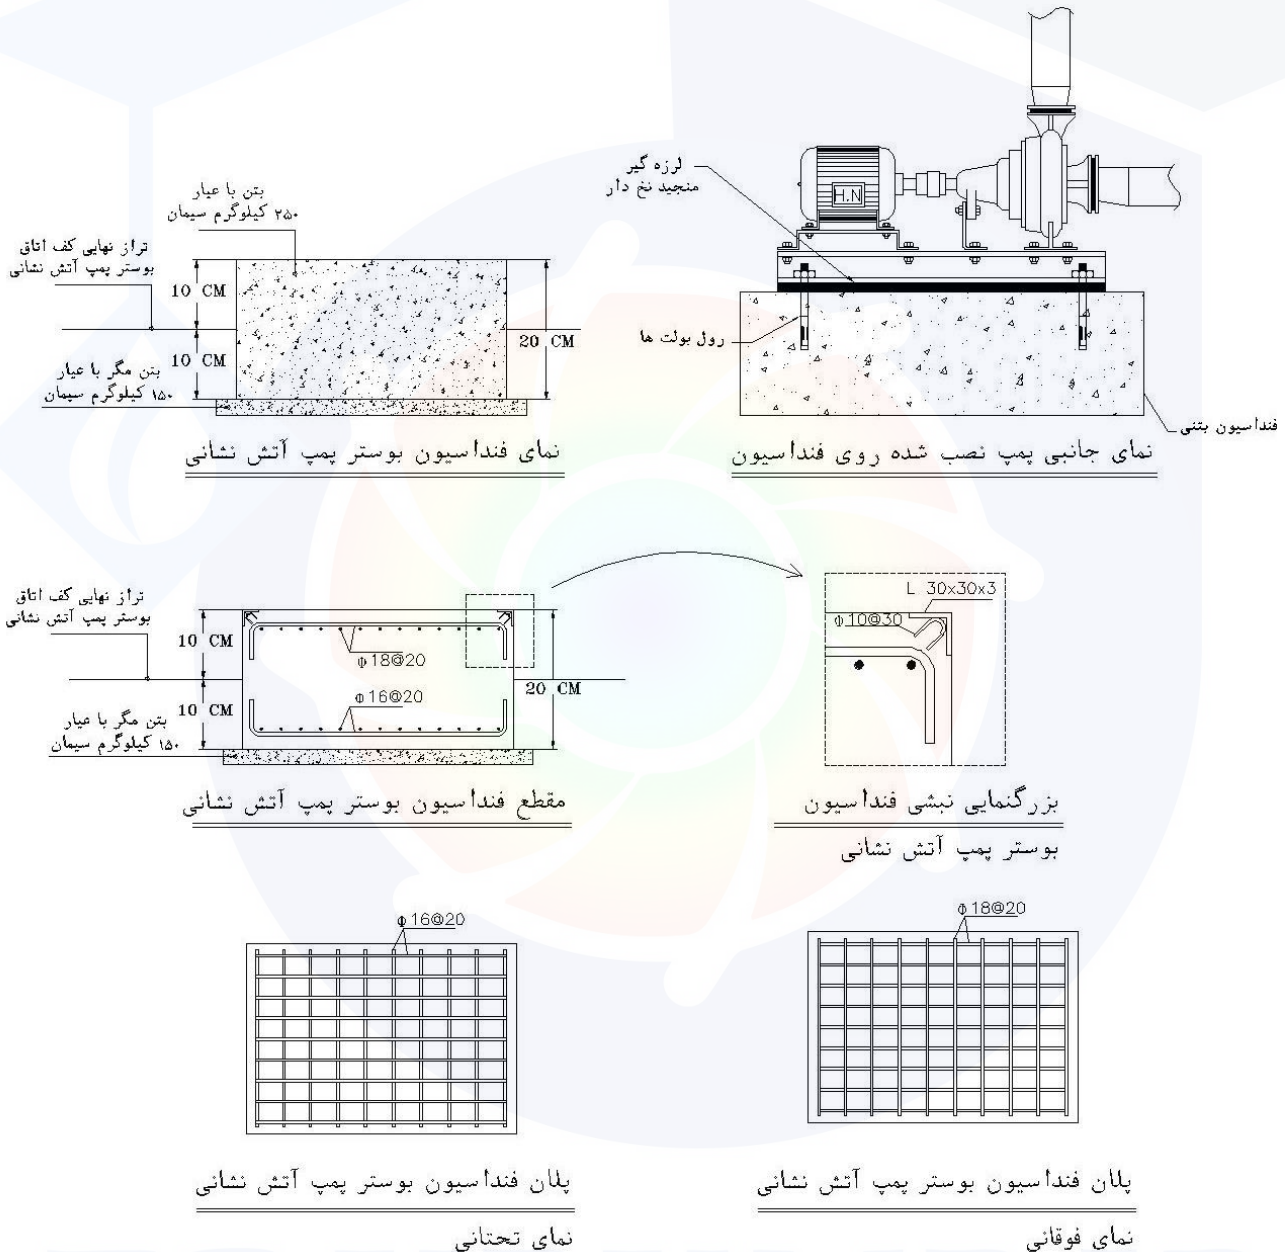 بتن با عیار
۲۵۰ کیلوگرم سیمان
تراز نهایی کف اتاق
بوستر پمپ آتش نشانی
10 CM
10 CM
20 CM
بتن مگر با عیار
۱۵۰ کیلوگرم سیمان
نمای فنداسیون بوستر پمپ آتش نشانی
لرزه گیر
منجید نخ دار
H.N
رول بولت ها
فنداسیون بتنی
نمای جانبی پمپ نصب شده روی فنداسیون
تراز نهایی کف اتاق
بوستر پمپ آتش نشانی
10 CM
10 CM
20 CM
Φ18@20
Φ16@20
بتن مگر با عیار
۱۵۰ کیلوگرم سیمان
مقطع فنداسیون بوستر پمپ آتش نشانی
L 30x30x3
Φ10@30
بزرگنمایی نبشی فنداسیون
بوستر پمپ آتش نشانی
Φ16@20
پلان فنداسیون بوستر پمپ آتش نشانی
نمای تحتانی
Φ18@20
پلان فنداسیون بوستر پمپ آتش نشانی
نمای فوقانی